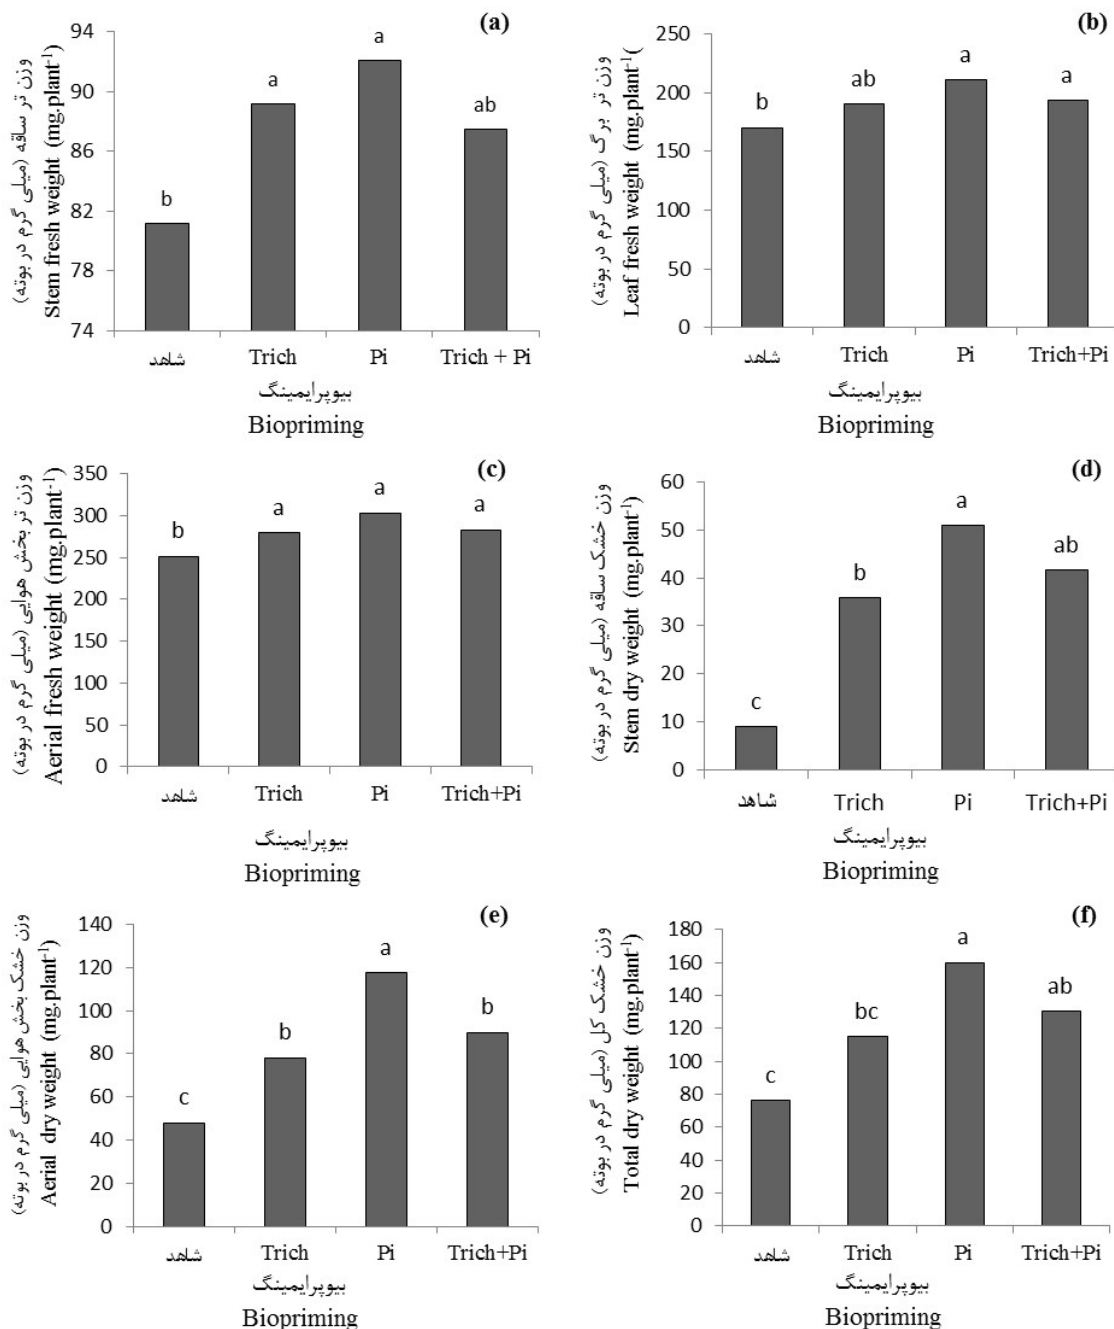 (a)
وزن تر ساقه (میلی گرم در بوته)
Stem fresh weight (mg.plant-1)
94
90
86
82
78
74
b
a
a
ab
شاهد
Trich
Pi
Trich + Pi
بیوپرایمینگ
Biopriming
(b)
وزن تر برگ (میلی گرم در بوته)
Leaf fresh weight (mg.plant-1(
250
200
150
100
50
0
b
ab
a
a
شاهد
Trich
Pi
Trich+Pi
بیوپرایمینگ
Biopriming
(c)
وزن تر بخش هوایی (میلی گرم در بوته)
Aerial fresh weight (mg.plant-1)
350
300
250
200
150
100
50
0
b
a
a
a
شاهد
Trich
Pi
Trich+Pi
بیوپرایمینگ
Biopriming
(d)
وزن خشک ساقه (میلی گرم در بوته)
Stem dry weight (mg.plant-1)
60
50
40
30
20
10
0
c
b
a
ab
شاهد
Trich
Pi
Trich+Pi
بیوپرایمینگ
Biopriming
(e)
وزن خشک بخش هوایی (میلی گرم در بوته)
Aerial dry weight (mg.plant-1)
140
120
100
80
60
40
20
0
c
b
a
b
شاهد
Trich
Pi
Trich+Pi
بیوپرایمینگ
Biopriming
(f)
وزن خشک کل (میلی گرم در بوته)
Total dry weight (mg.plant-1)
180
160
140
120
100
80
60
40
20
0
c
bc
a
ab
شاهد
Trich
Pi
Trich+Pi
بیوپرایمینگ
Biopriming